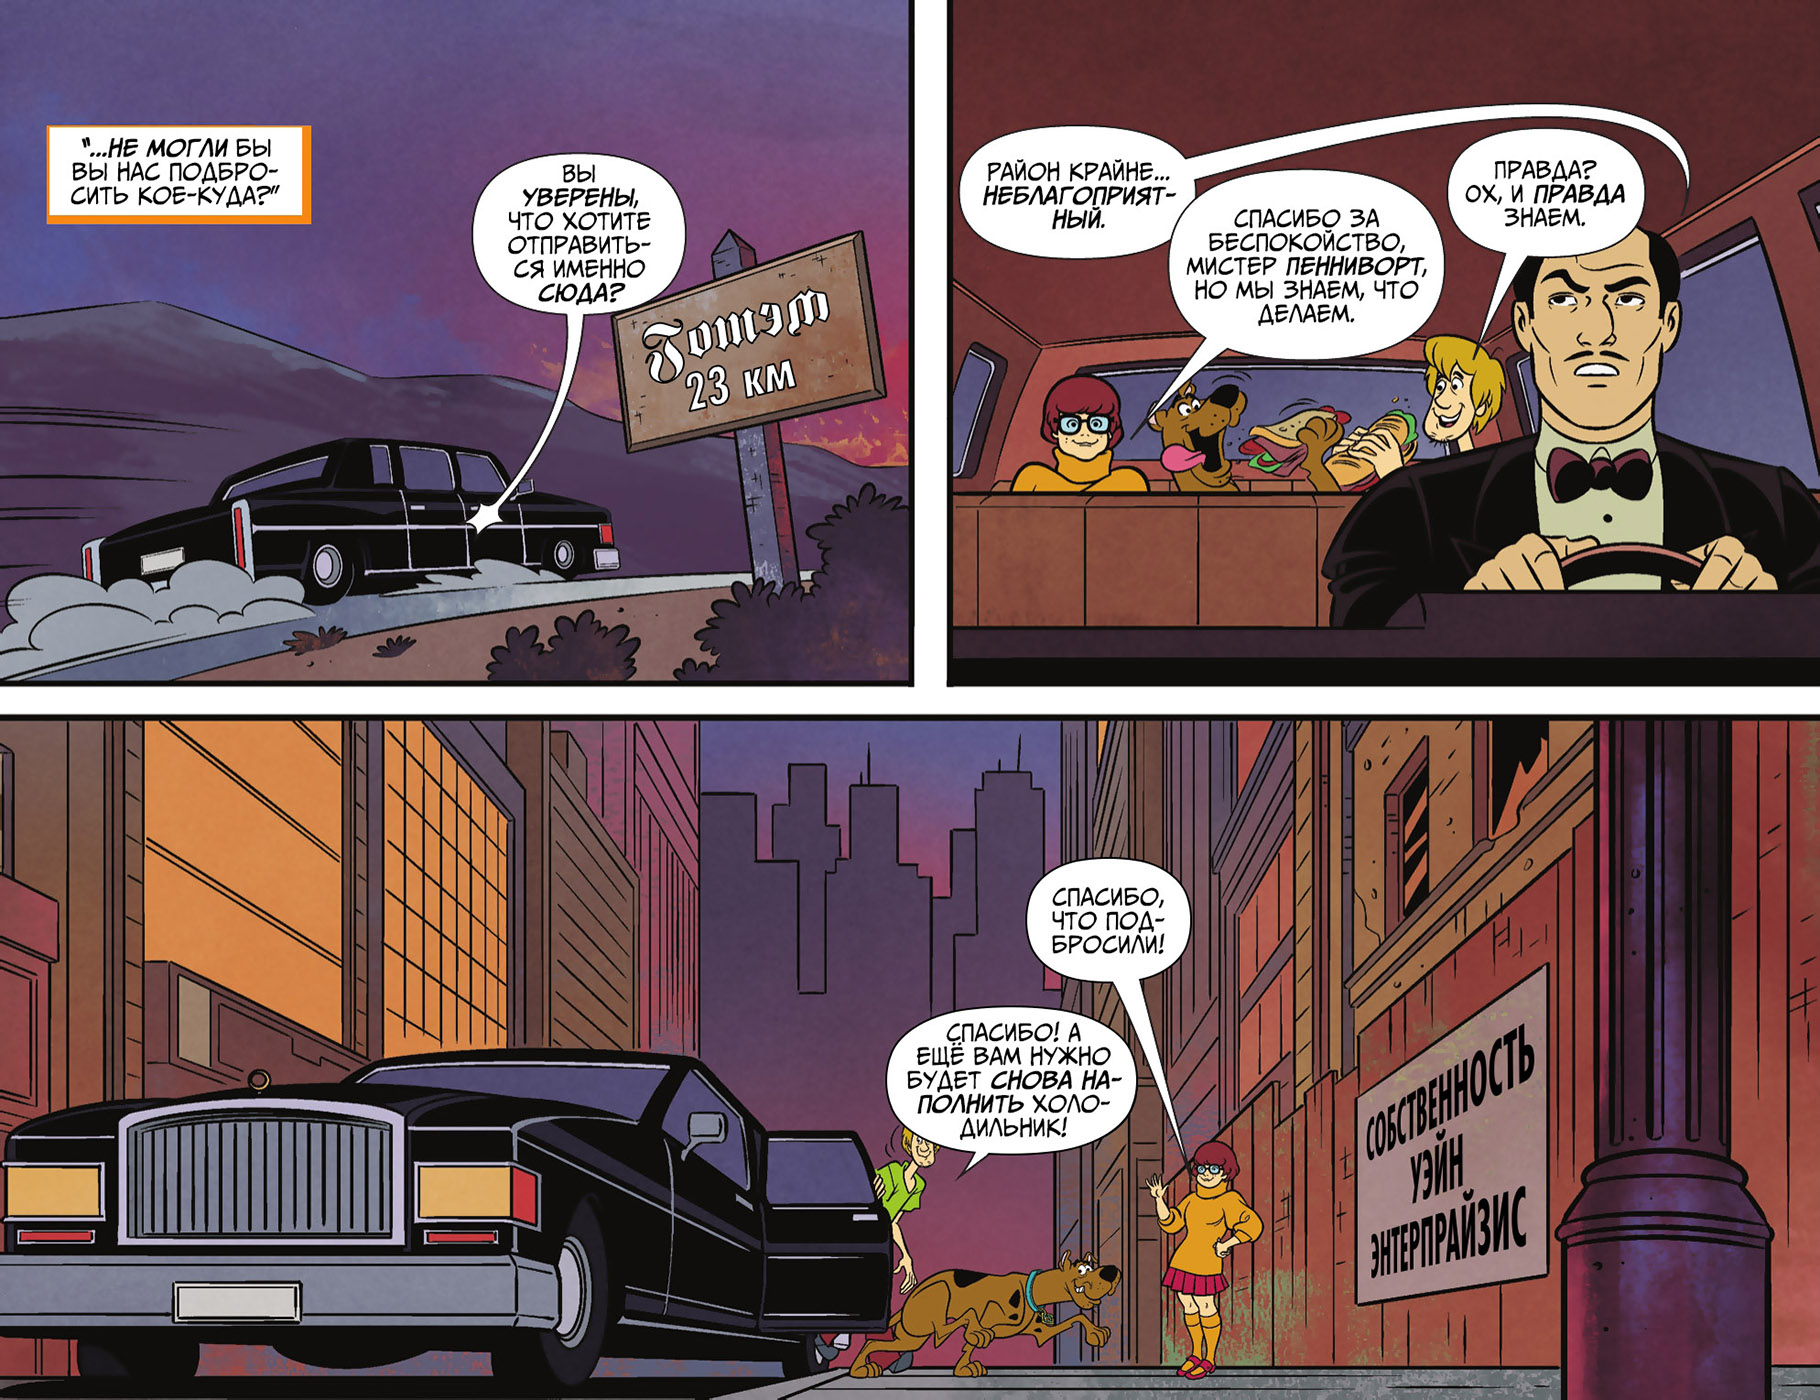 "...НЕ МОГЛИ БЫ
ВЫ НАС ПОДБРО-
СИТЬ КОЕ-КУДА?"
ВЫ
УВЕРЕНЫ,
ЧТО ХОТИТЕ
ОТПРАВИТЬ-
СЯ ИМЕННО
СЮДА?
Готэм
23 КМ
РАЙОН КРАЙНЕ...
НЕБЛАГОПРИЯТ-
НЫЙ.
СПАСИБО ЗА
БЕСПОКОЙСТВО,
МИСТЕР ПЕННИВОРТ,
НО МЫ ЗНАЕМ, ЧТО
ДЕЛАЕМ.
ПРАВДА?
ОХ, И ПРАВДА
ЗНАЕМ.
СПАСИБО,
ЧТО ПОД-
БРОСИЛИ!
СПАСИБО! А
ЕЩЁ ВАМ НУЖНО
БУДЕТ СНОВА НА-
ПОЛНИТЬ ХОЛО-
ДИЛЬНИК!
СОБСТВЕННОСТЬ
УЭЙН
ЭНТЕРПРАЙЗИС